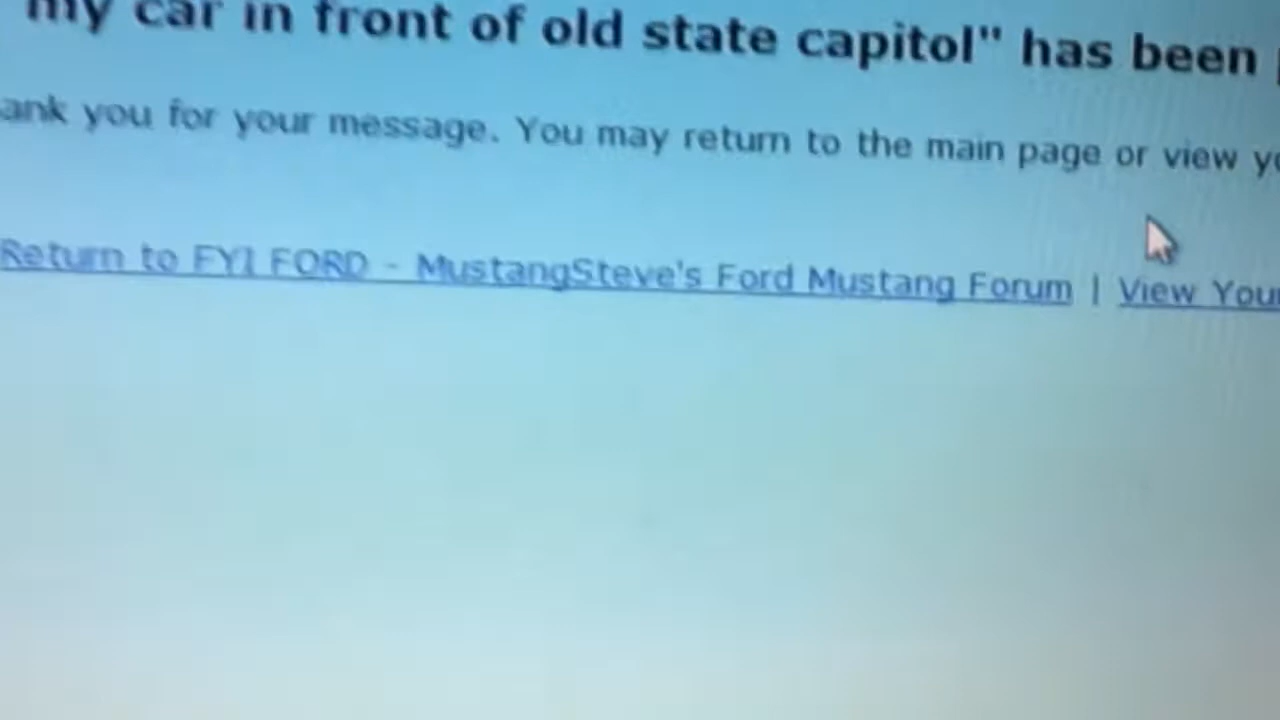 my car in front of old state capitol" has been
ank you for your message. You may return to the main page or view yo
Return to FYI FORD - MustangSteve's Ford Mustang Forum | View Your